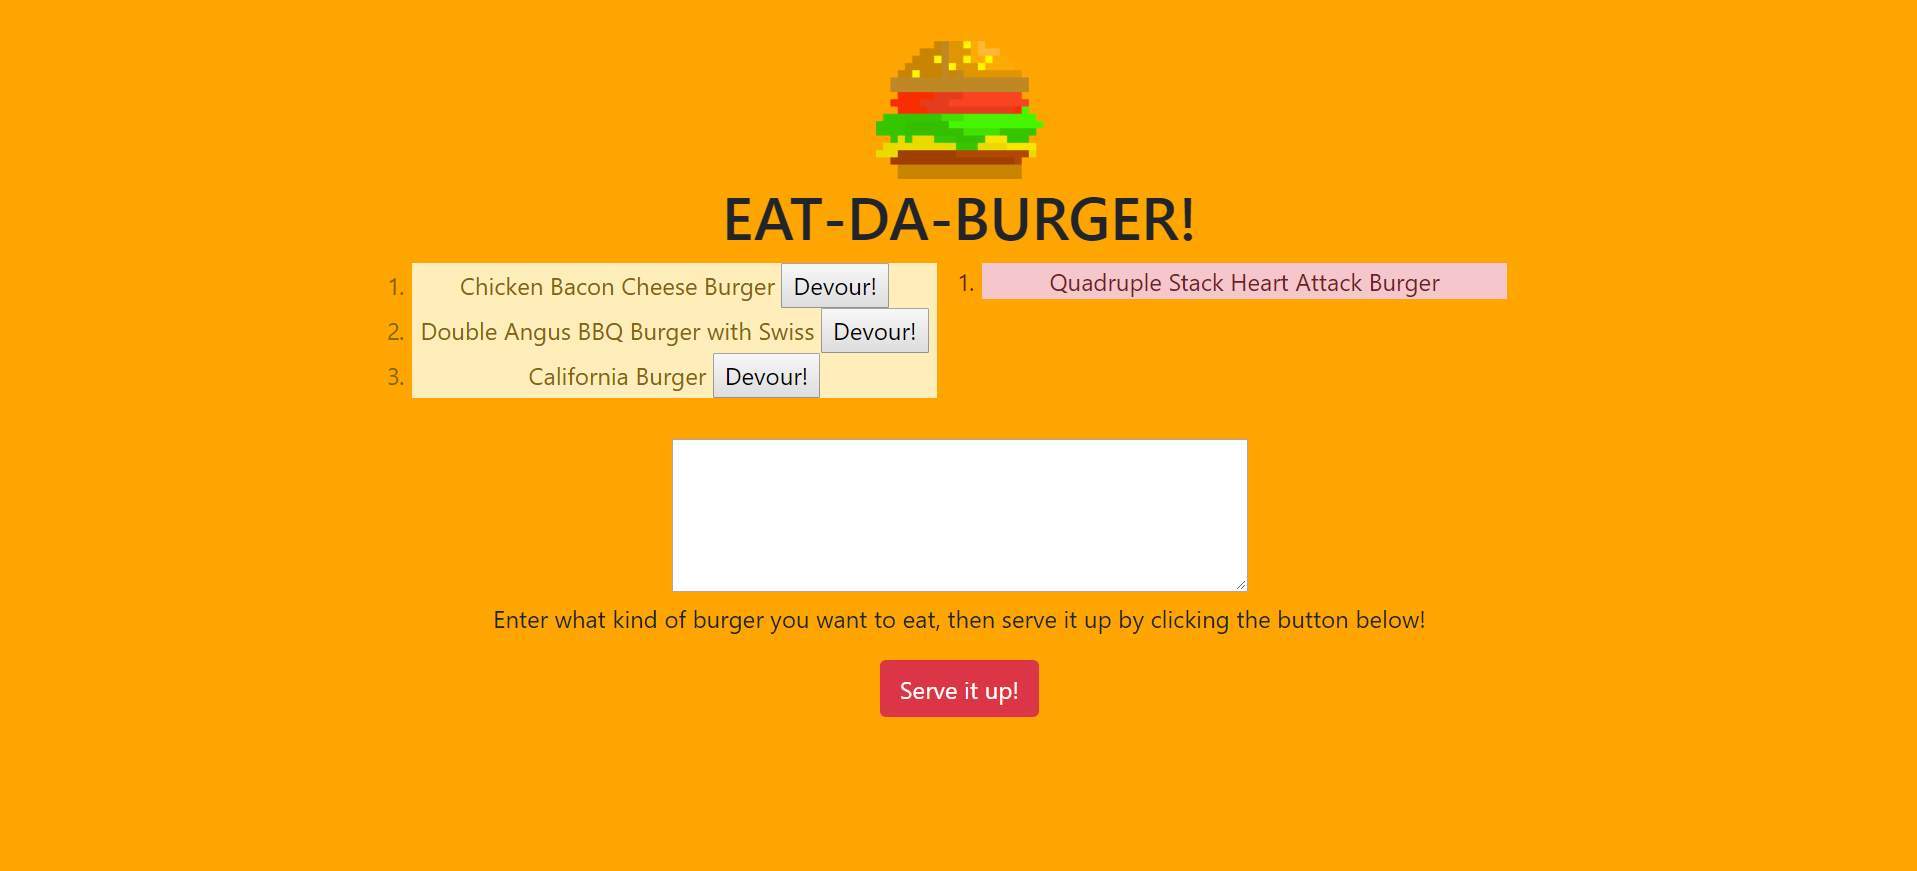 EAT-DA-BURGER!
1. Chicken Bacon Cheese Burger Devour!
2. Double Angus BBQ Burger with Swiss Devour!
3. California Burger Devour!
1. Quadruple Stack Heart Attack Burger
Enter what kind of burger you want to eat, then serve it up by clicking the button below!
Serve it up!